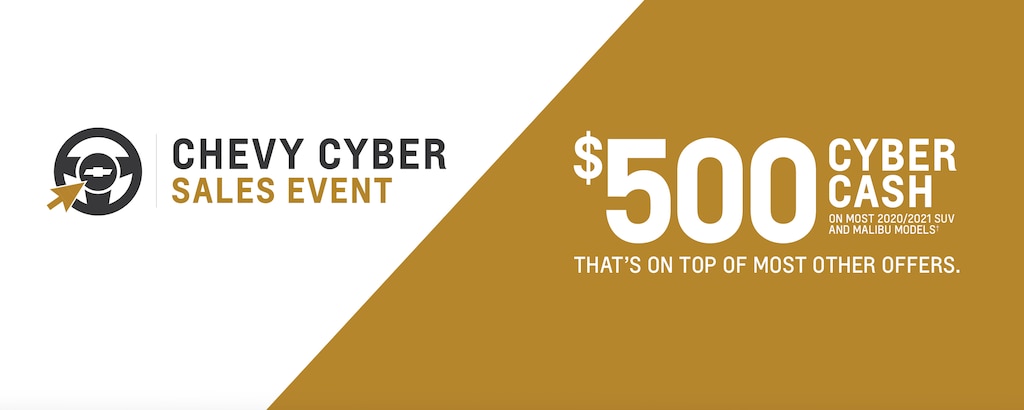 CHEVY CYBER
SALES EVENT
$500
CYBER
CASH
ON MOST 2020/2021 SUV
AND MALIBU MODELS†
THAT'S ON TOP OF MOST OTHER OFFERS.